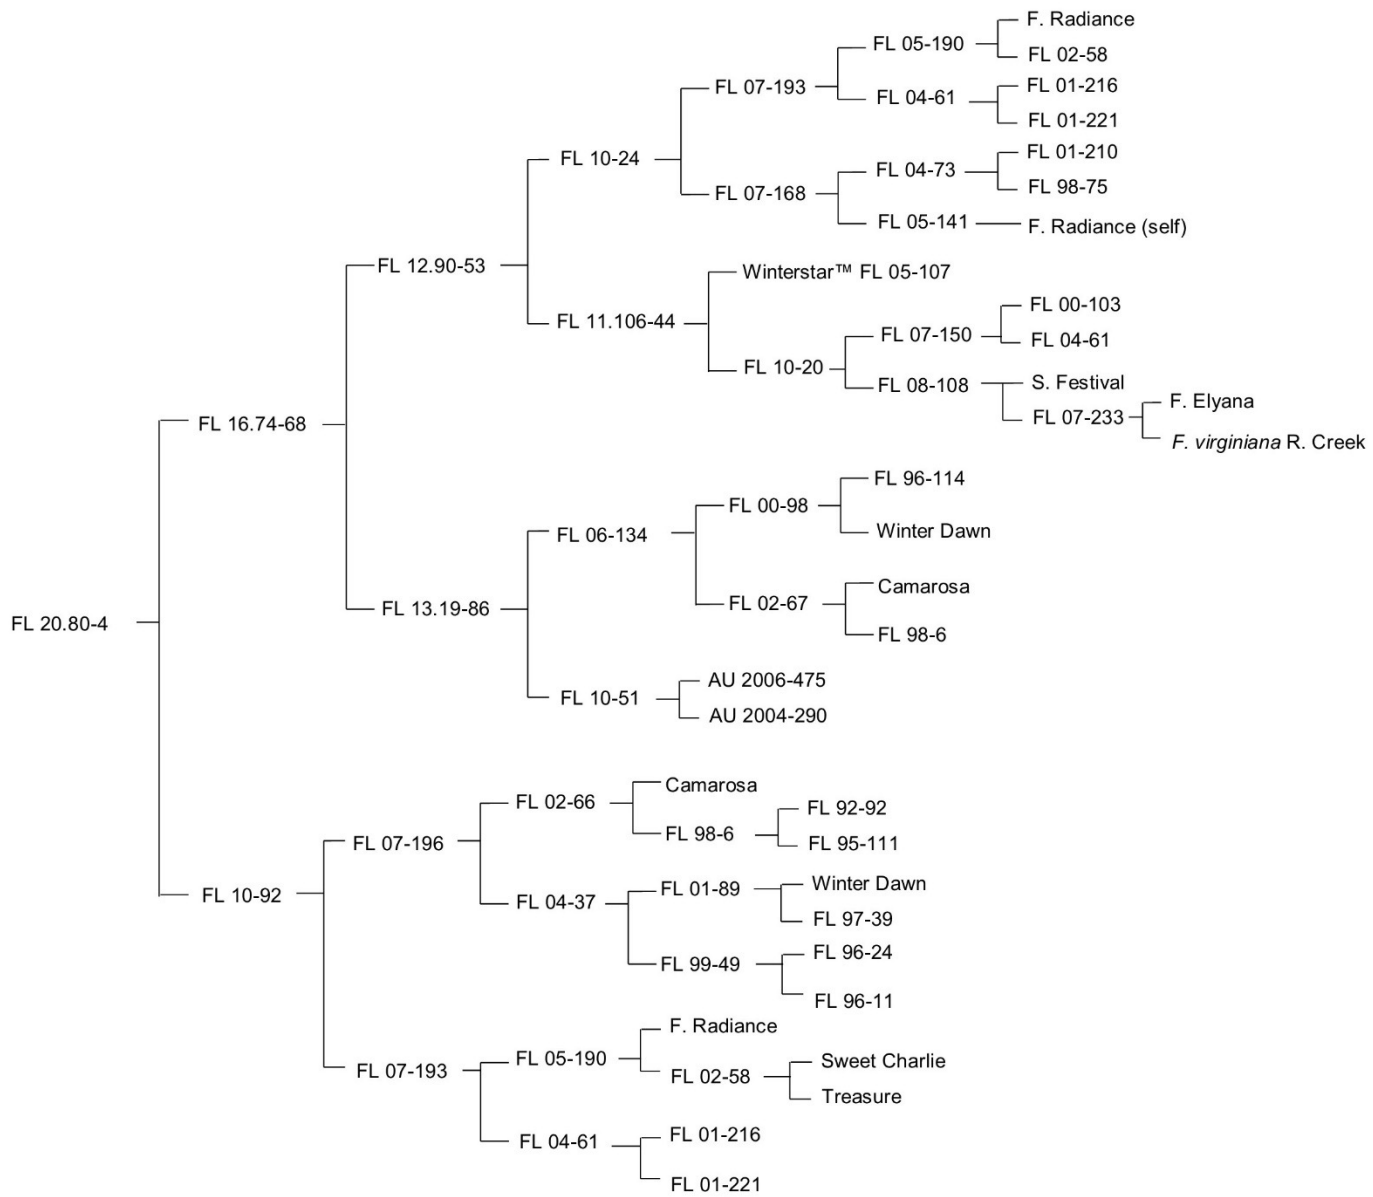 F. Radiance
FL 05-190
FL 02-58
FL 07-193
FL 01-216
FL 04-61
FL 01-221
FL 10-24
FL 01-210
FL 04-73
FL 98-75
FL 07-168
FL 05-141
F. Radiance (self)
FL 12.90-53
Winterstar™ FL 05-107
FL 00-103
FL 11.106-44
FL 07-150
FL 04-61
FL 10-20
S. Festival
FL 08-108
F. Elyana
FL 07-233
F. virginiana R. Creek
FL 16.74-68
FL 96-114
FL 00-98
Winter Dawn
FL 06-134
Camarosa
FL 02-67
FL 98-6
FL 13.19-86
FL 20.80-4
AU 2006-475
FL 10-51
AU 2004-290
Camarosa
FL 02-66
FL 92-92
FL 98-6
FL 95-111
FL 07-196
Winter Dawn
FL 01-89
FL 97-39
FL 04-37
FL 96-24
FL 99-49
FL 96-11
FL 10-92
F. Radiance
FL 05-190
Sweet Charlie
FL 02-58
Treasure
FL 07-193
FL 01-216
FL 04-61
FL 01-221